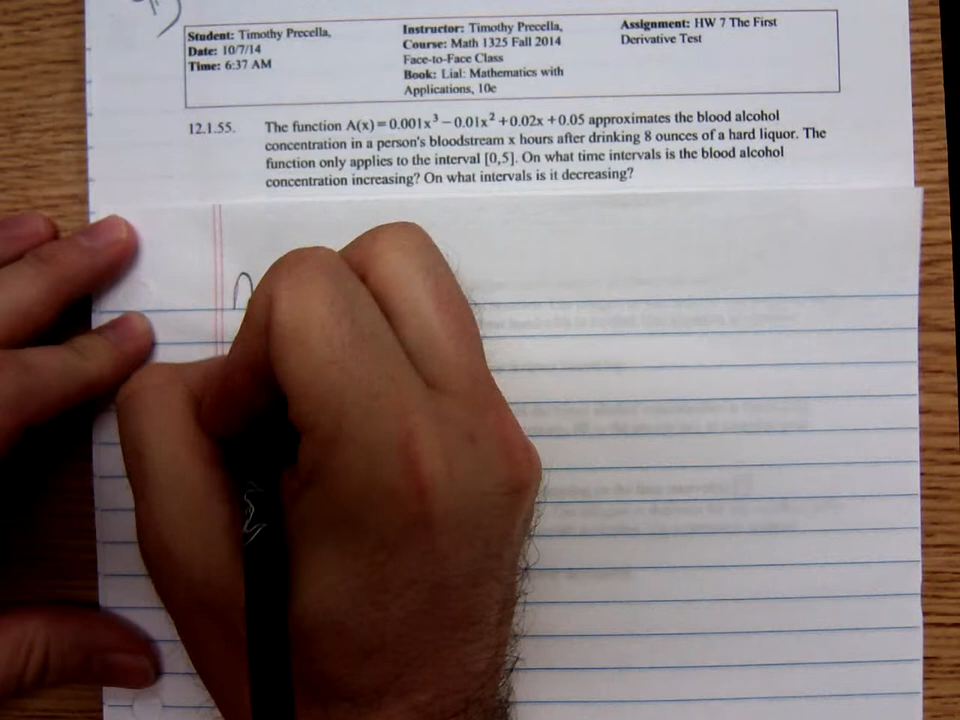 Student: Timothy Precella,
Date: 10/7/14
Time: 6:37 AM
Instructor: Timothy Precella,
Course: Math 1325 Fall 2014
Face-to-Face Class
Book: Lial: Mathematics with
Applications, 10e
Assignment: HW 7 The First
Derivative Test
12.1.55. The function A(x)=0.001x³−0.01x²+0.02x+0.05 approximates the blood alcohol
concentration in a person's bloodstream x hours after drinking 8 ounces of a hard liquor. The
function only applies to the interval [0,5]. On what time intervals is the blood alcohol
concentration increasing? On what intervals is it decreasing?